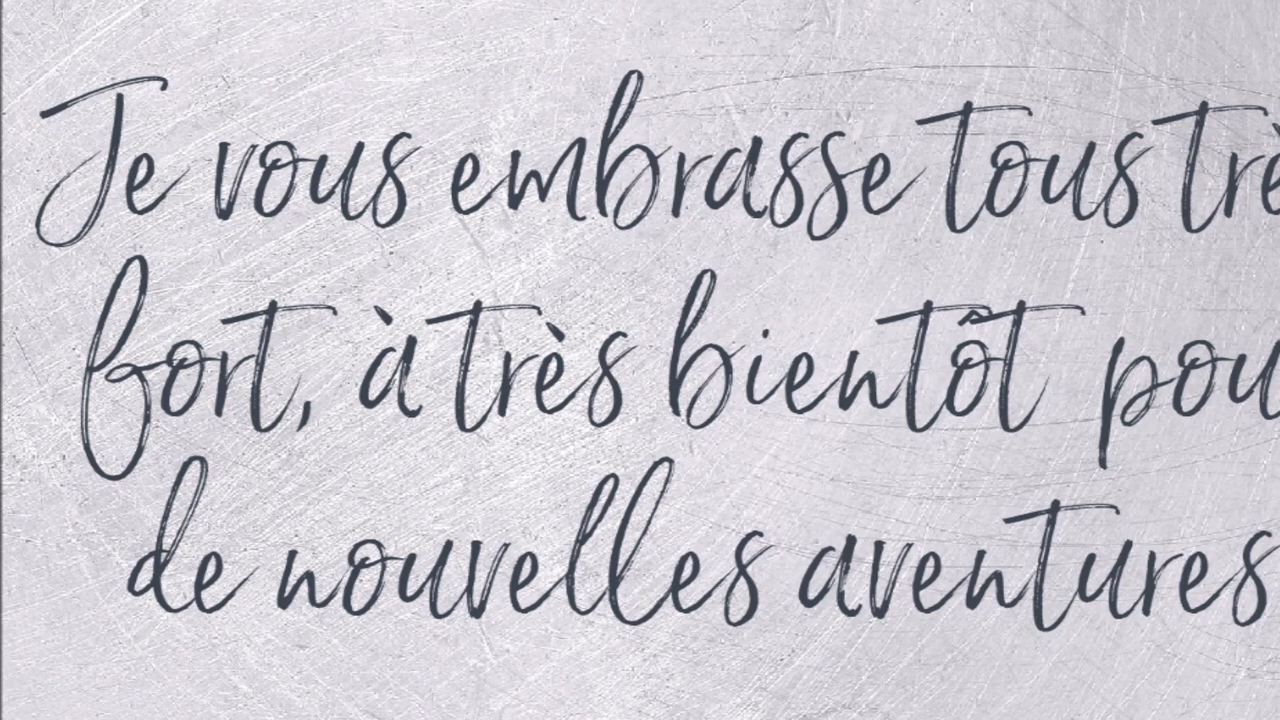 Je vous embrasse tous trè
fort, à très bientôt pou
de nouvelles aventures